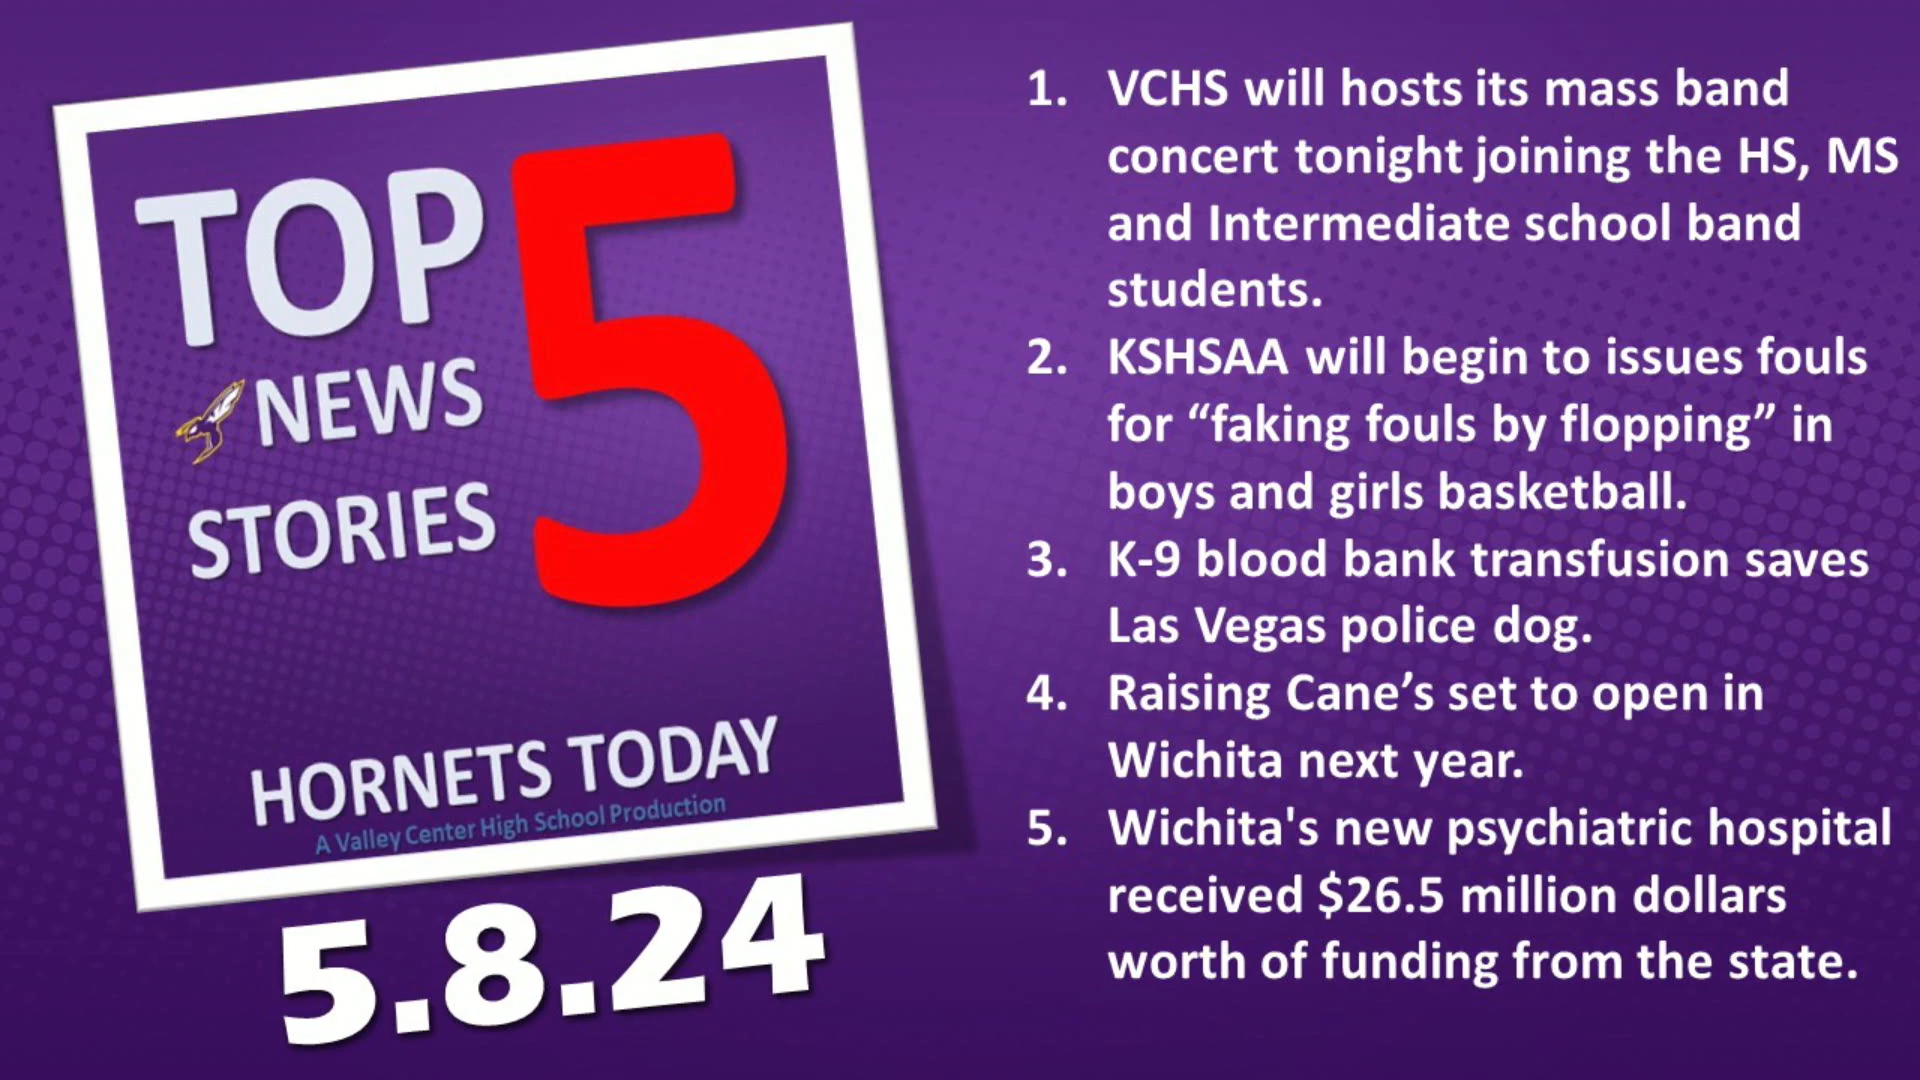 TOP 5
NEWS
STORIES
HORNETS TODAY
A Valley Center High School Production
5.8.24
1. VCHS will hosts its mass band
concert tonight joining the HS, MS
and Intermediate school band
students.
2. KSHSAA will begin to issues fouls
for “faking fouls by flopping” in
boys and girls basketball.
3. K-9 blood bank transfusion saves
Las Vegas police dog.
4. Raising Cane’s set to open in
Wichita next year.
5. Wichita's new psychiatric hospital
received $26.5 million dollars
worth of funding from the state.